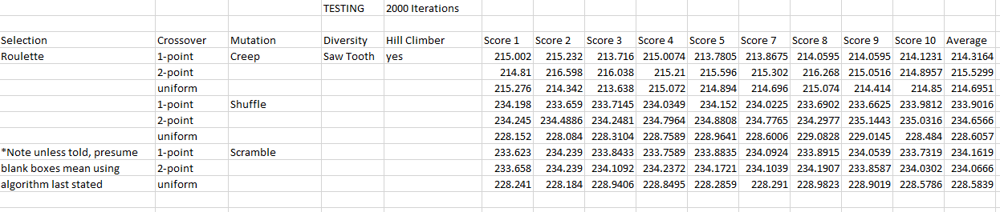 TESTING 2000 Iterations
Selection Crossover Mutation Diversity Hill Climber Score 1 Score 2 Score 3 Score 4 Score 5 Score 7 Score 8 Score 9 Score 10 Average
Roulette 1-point Creep Saw Tooth yes 215.002 215.232 213.716 215.0074 213.7805 213.8675 214.0595 214.0595 214.1231 214.3164
2-point 214.81 216.598 216.038 215.21 215.596 215.302 216.268 215.0516 214.8957 215.5299
uniform 215.276 214.342 213.638 215.072 214.894 214.696 215.074 214.414 214.85 214.6951
1-point Shuffle 234.198 233.659 233.7145 234.0349 234.152 234.0225 233.6902 233.6625 233.9812 233.9016
2-point 234.245 234.4886 234.2481 234.7964 234.8808 234.7765 234.2977 235.1443 235.0316 234.6566
uniform 228.152 228.084 228.3104 228.7589 228.9641 228.6006 229.0828 229.0145 228.484 228.6057
*Note unless told, presume 1-point Scramble 233.623 234.239 233.8433 233.7589 233.8835 234.0924 233.8915 234.0539 233.7319 234.1619
blank boxes mean using 2-point 233.658 234.239 234.1092 234.2372 234.1721 234.1039 234.1907 233.8587 234.0302 234.0666
algorithm last stated uniform 228.241 228.184 228.9406 228.8495 228.2859 228.291 228.9823 228.9019 228.5786 228.5839